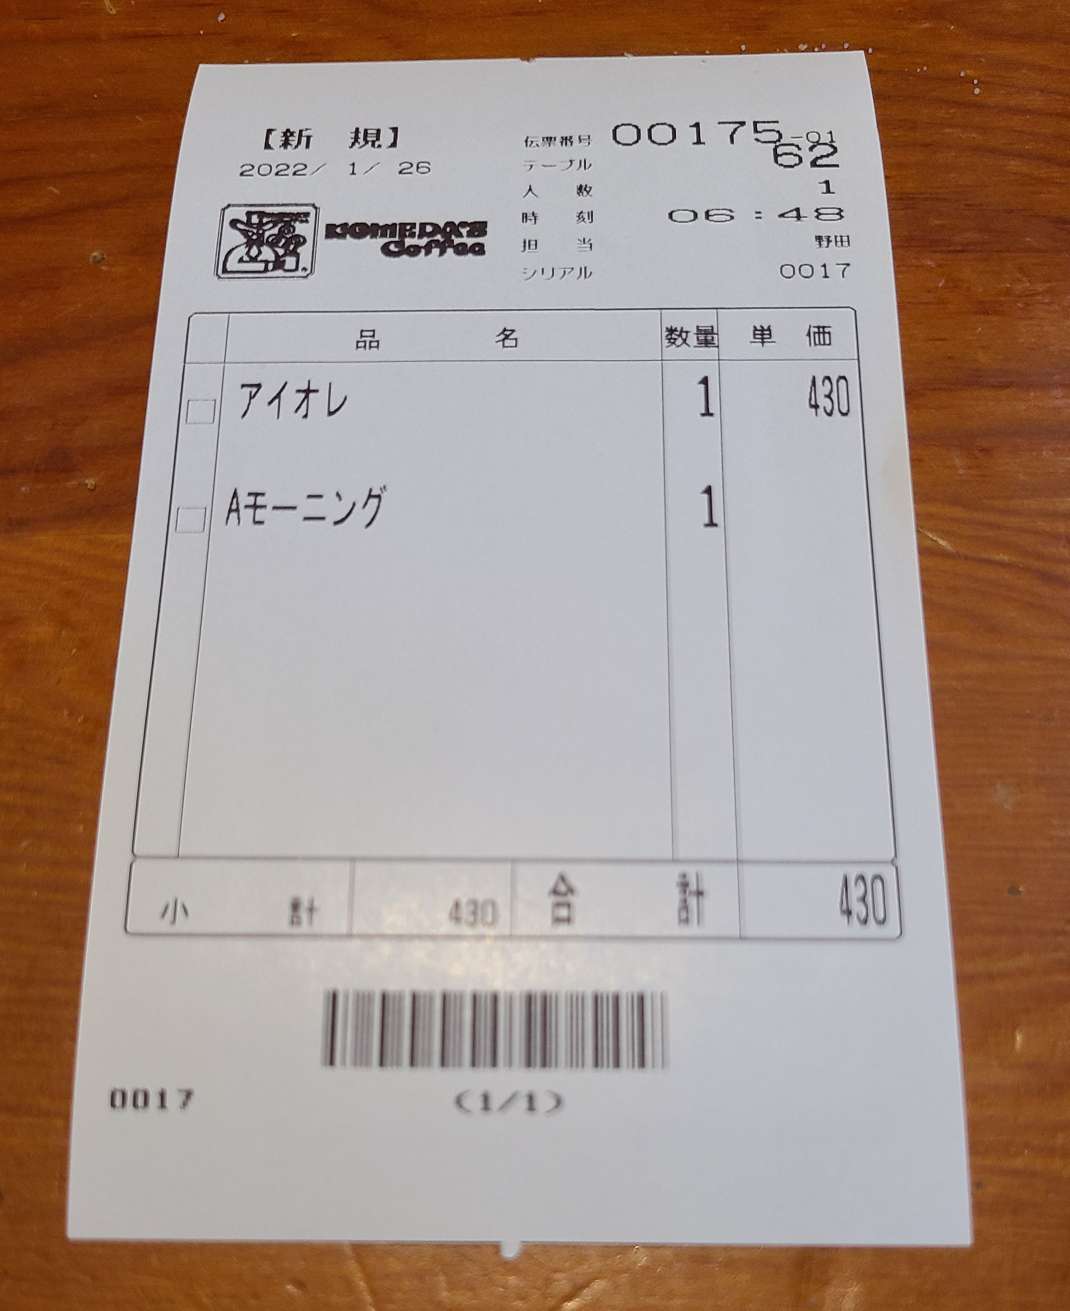 【新 規】
2022/ 1/ 26
KOMEDA'S
Coffee
伝票番号 00175-01
テーブル 62
人 数 1
時 刻 06:48
担 当 野田
シリアル 0017
品 名 数量 単 価
アイオレ 1 430
Aモーニング 1
小 計 430 合 計 430
0017 (1/1)